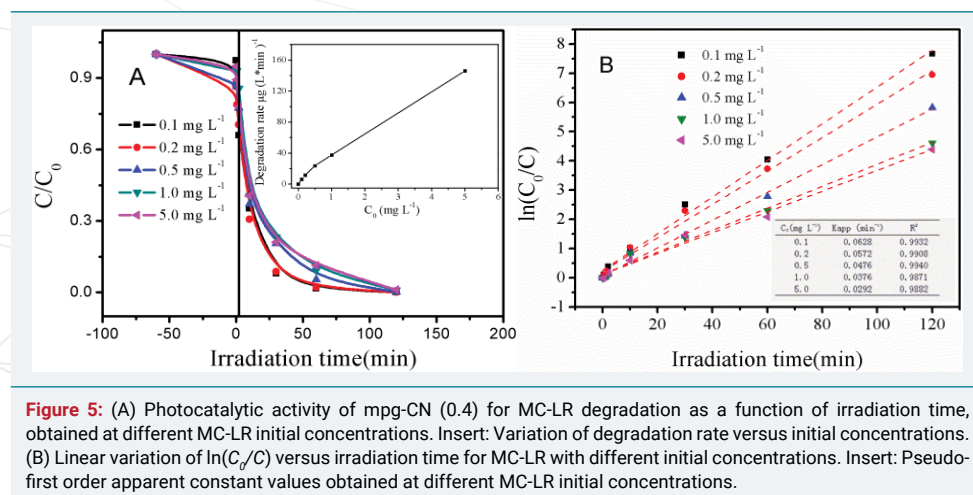 A
C/C₀
0.9
0.6
0.3
0.0
-100 -50 0 50 100 150 200
Irradiation time(min)
0.1 mg L⁻¹
0.2 mg L⁻¹
0.5 mg L⁻¹
1.0 mg L⁻¹
5.0 mg L⁻¹
Degradation rate μg (L*min )⁻¹
160
120
80
40
0
0 1 2 3 4 5 6
C₀ (mg L⁻¹)
B
ln(C₀/C)
8
7
6
5
4
3
2
1
0
-1
0 20 40 60 80 100 120
Irradiation time(min)
0.1 mg L⁻¹
0.2 mg L⁻¹
0.5 mg L⁻¹
1.0 mg L⁻¹
5.0 mg L⁻¹
C₀(mg L⁻¹) Kapp (min⁻¹) R²
0.1 0.0628 0.9932
0.2 0.0572 0.9908
0.5 0.0476 0.9940
1.0 0.0376 0.9871
5.0 0.0292 0.9882
Figure 5: (A) Photocatalytic activity of mpg-CN (0.4) for MC-LR degradation as a function of irradiation time,
obtained at different MC-LR initial concentrations. Insert: Variation of degradation rate versus initial concentrations.
(B) Linear variation of ln(C₀/C) versus irradiation time for MC-LR with different initial concentrations. Insert: Pseudo-
first order apparent constant values obtained at different MC-LR initial concentrations.